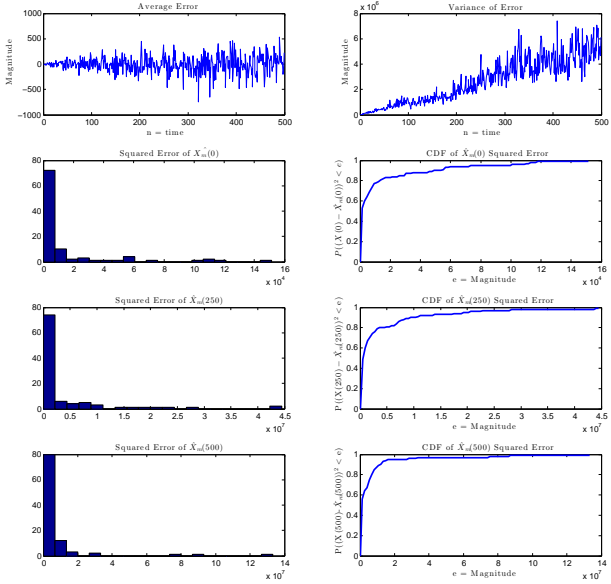 Average Error
Magnitude
1000
500
0
−500
−1000
0 100 200 300 400 500
n = time
Variance of Error
x 10^6
Magnitude
8
6
4
2
0
0 100 200 300 400 500
n = time
Squared Error of X̂_m(0)
80
60
40
20
0
0 2 4 6 8 10 12 14 16
x 10^4
CDF of X̂_m(0) Squared Error
P((X(0) − X̂_m(0))² < e)
1
0.8
0.6
0.4
0.2
0
0 2 4 6 8 10 12 14 16
x 10^4
e = Magnitude
Squared Error of X̂_m(250)
80
60
40
20
0
0 0.5 1 1.5 2 2.5 3 3.5 4 4.5
x 10^7
CDF of X̂_m(250) Squared Error
P((X(250) − X̂_m(250))² < e)
1
0.8
0.6
0.4
0.2
0
0.5 1 1.5 2 2.5 3 3.5 4 4.5
x 10^7
e = Magnitude
Squared Error of X̂_m(500)
80
60
40
20
0
0 2 4 6 8 10 12 14
x 10^7
CDF of X̂_m(500) Squared Error
P((X(500)-X̂_m(500))² < e)
1
0.8
0.6
0.4
0.2
0
0 2 4 6 8 10 12 14
x 10^7
e = Magnitude